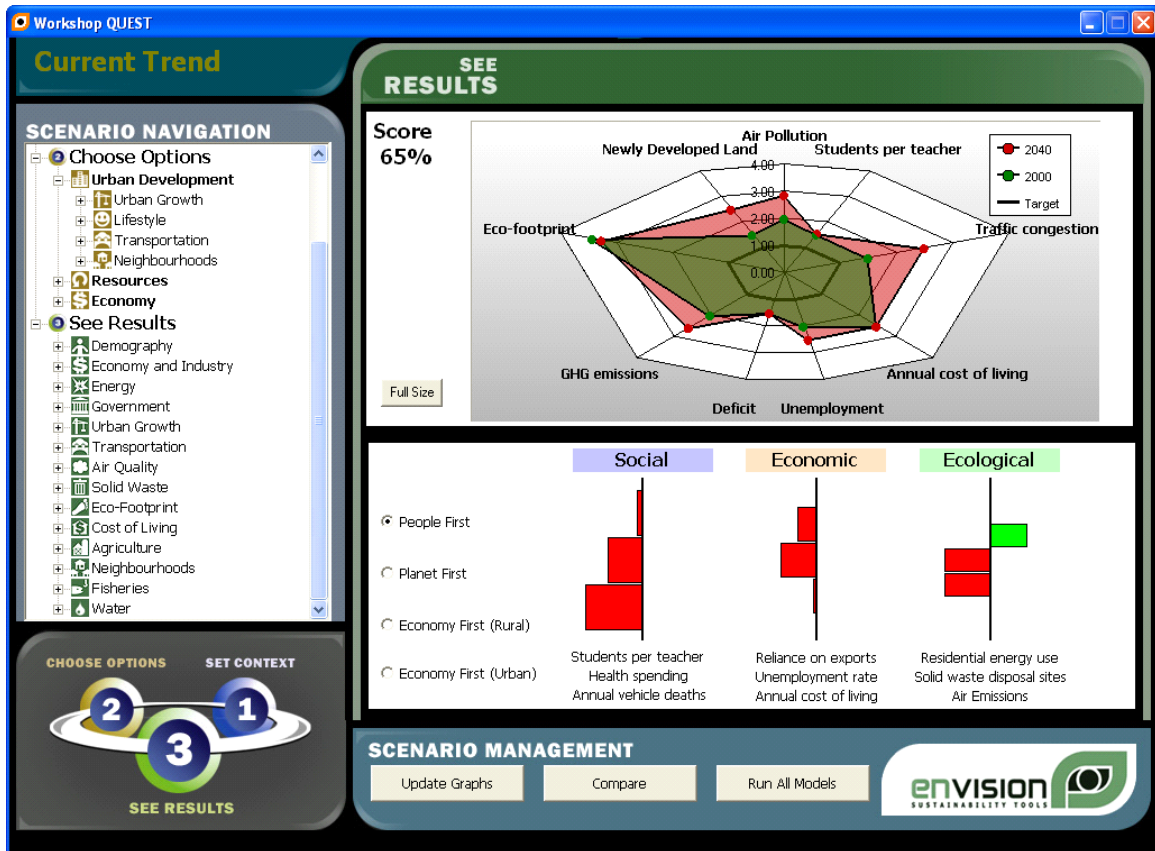 Workshop QUEST
Current Trend
SCENARIO NAVIGATION
2 Choose Options
Urban Development
Urban Growth
Lifestyle
Transportation
Neighbourhoods
Resources
Economy
3 See Results
Demography
Economy and Industry
Energy
Government
Urban Growth
Transportation
Air Quality
Solid Waste
Eco-Footprint
Cost of Living
Agriculture
Neighbourhoods
Fisheries
Water
CHOOSE OPTIONS
SET CONTEXT
2
1
3
SEE RESULTS
SEE
RESULTS
Score
65%
Full Size
Air Pollution
Newly Developed Land
Students per teacher
Eco-footprint
Traffic congestion
GHG emissions
Annual cost of living
Deficit
Unemployment
4.00
3.00
2.00
1.00
0.00
2040
2000
Target
People First
Planet First
Economy First (Rural)
Economy First (Urban)
Social
Students per teacher
Health spending
Annual vehicle deaths
Economic
Reliance on exports
Unemployment rate
Annual cost of living
Ecological
Residential energy use
Solid waste disposal sites
Air Emissions
SCENARIO MANAGEMENT
Update Graphs
Compare
Run All Models
envision
SUSTAINABILITY TOOLS